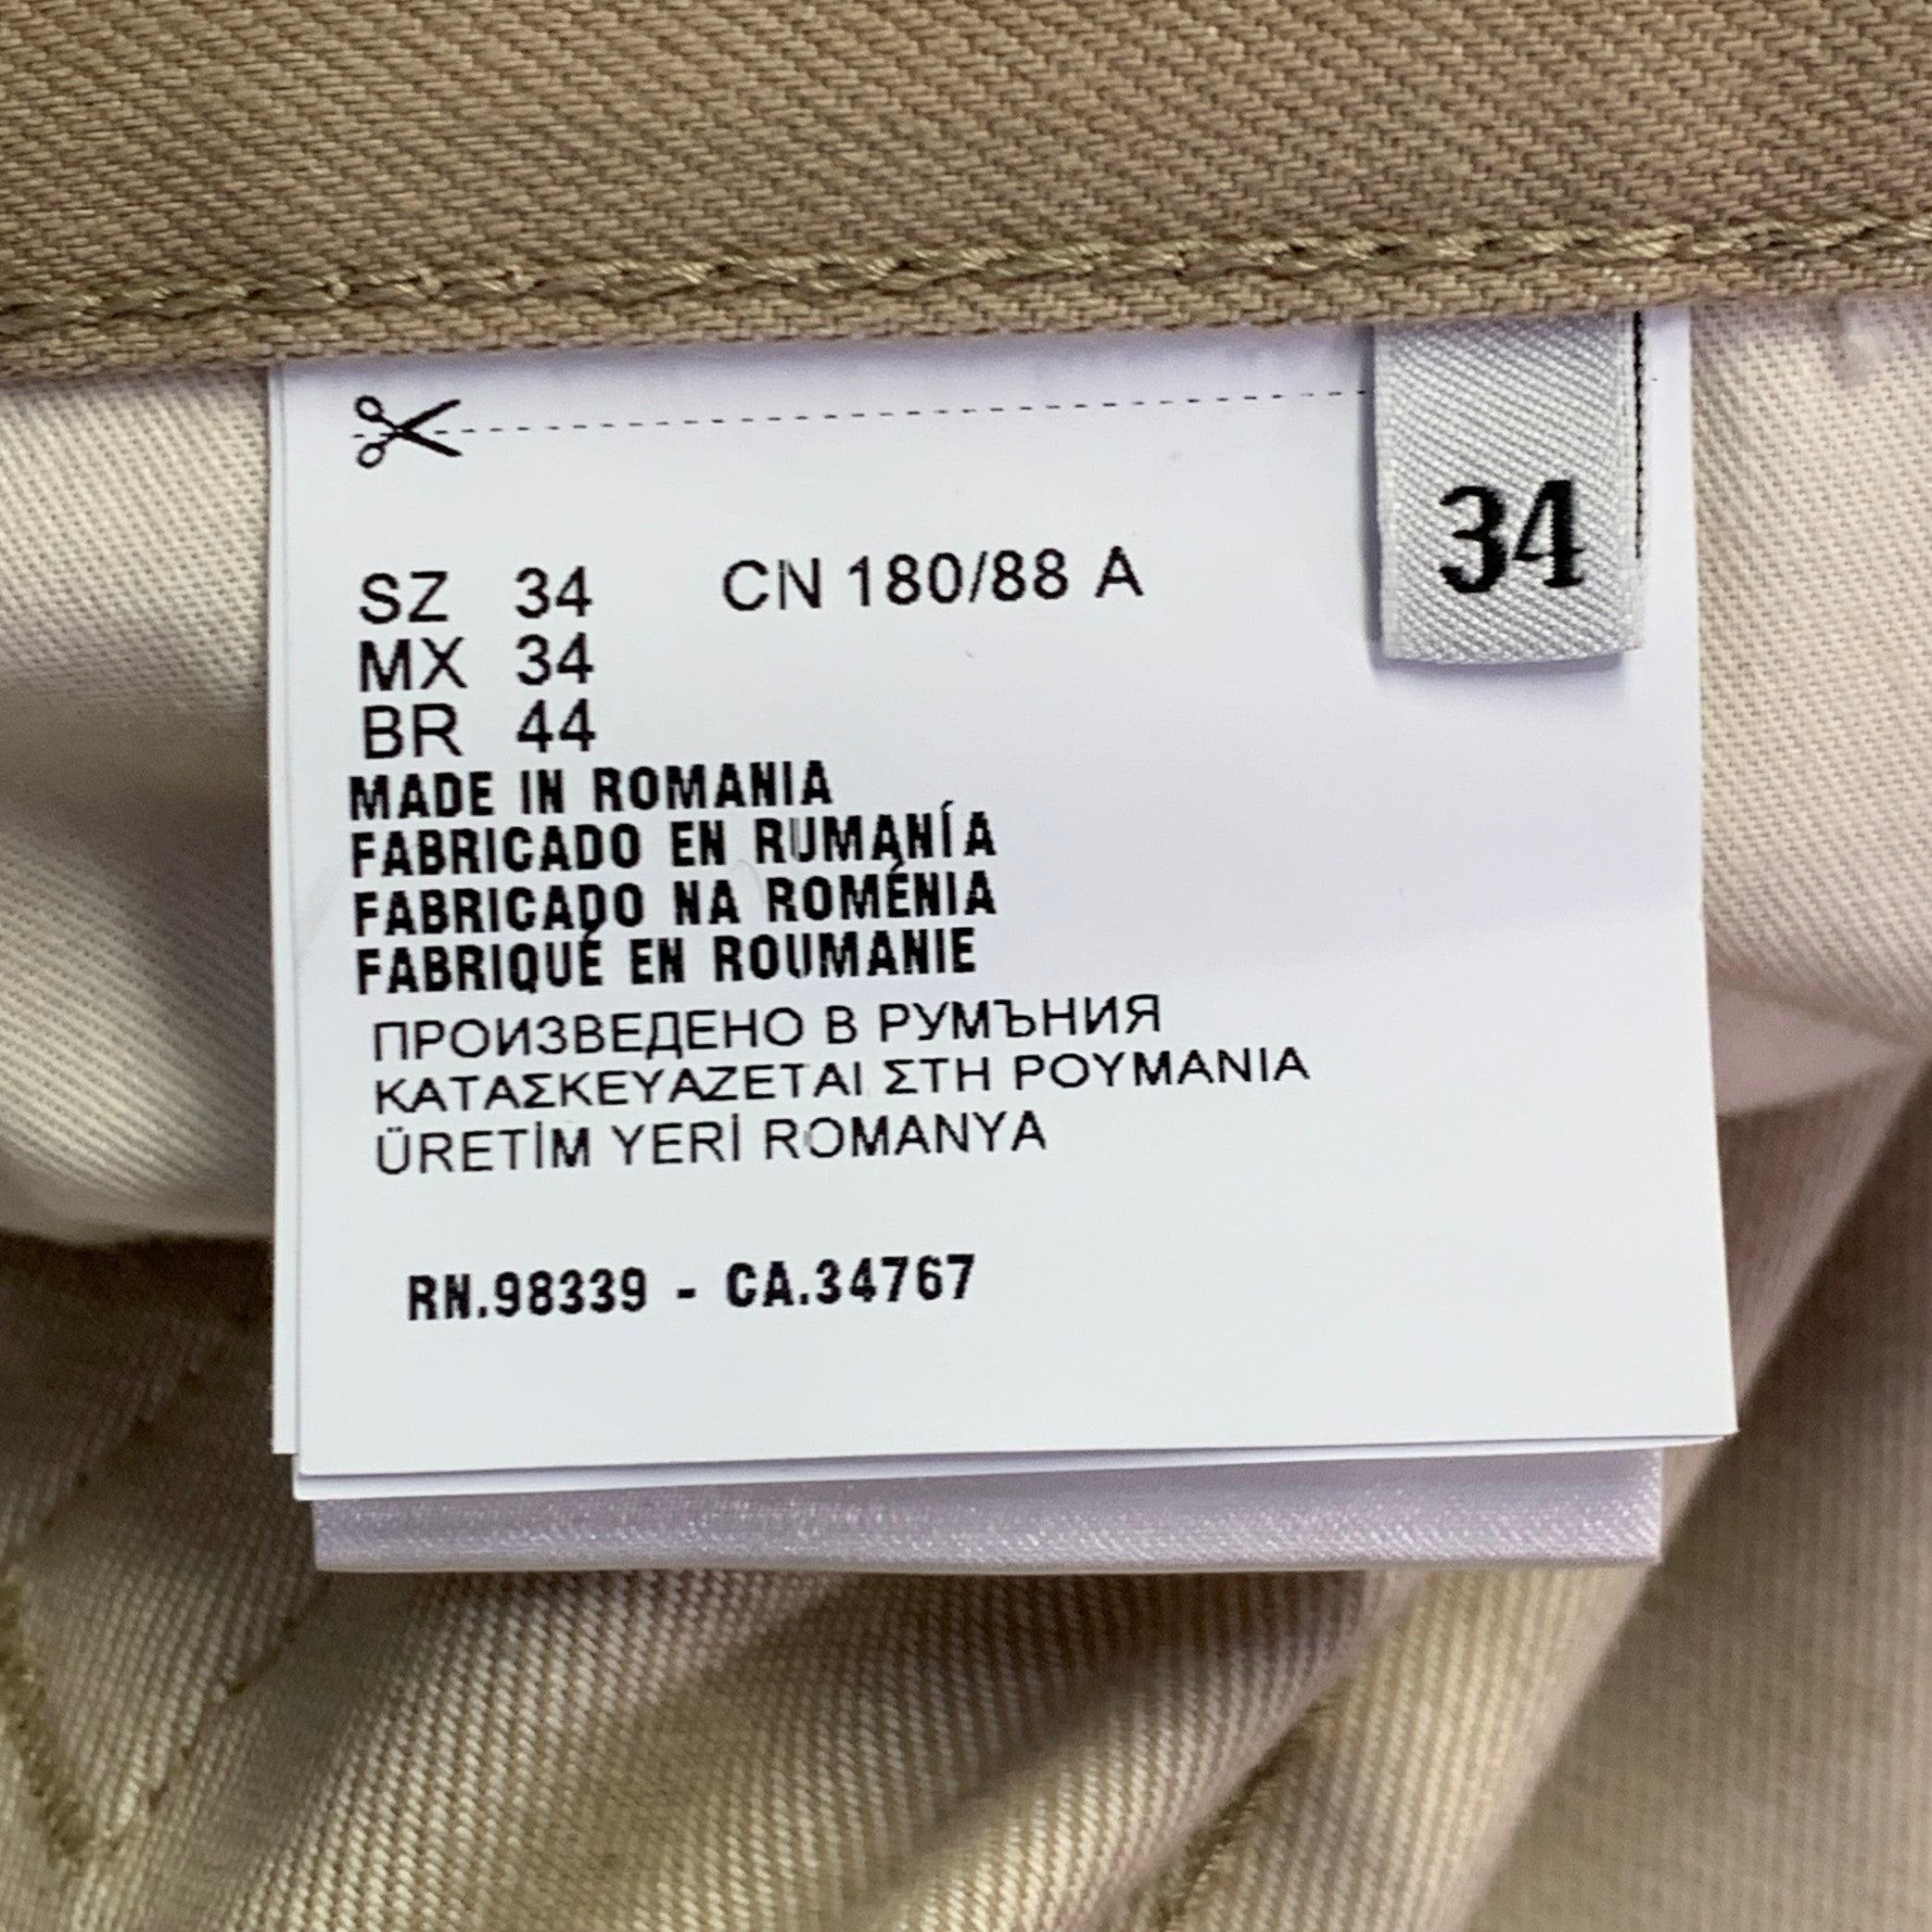 34
SZ 34 CN 180/88 A
MX 34
BR 44
MADE IN ROMANIA
FABRICADO EN RUMANÍA
FABRICADO NA ROMÉNIA
FABRIQUÉ EN ROUMANIE
ПРОИЗВЕДЕНО В РУМЪНИЯ
ΚΑΤΑΣΚΕΥΑΖΕΤΑΙ ΣΤΗ ΡΟΥΜΑΝΙΑ
ÜRETİM YERİ ROMANYA
RN.98339 - CA.34767